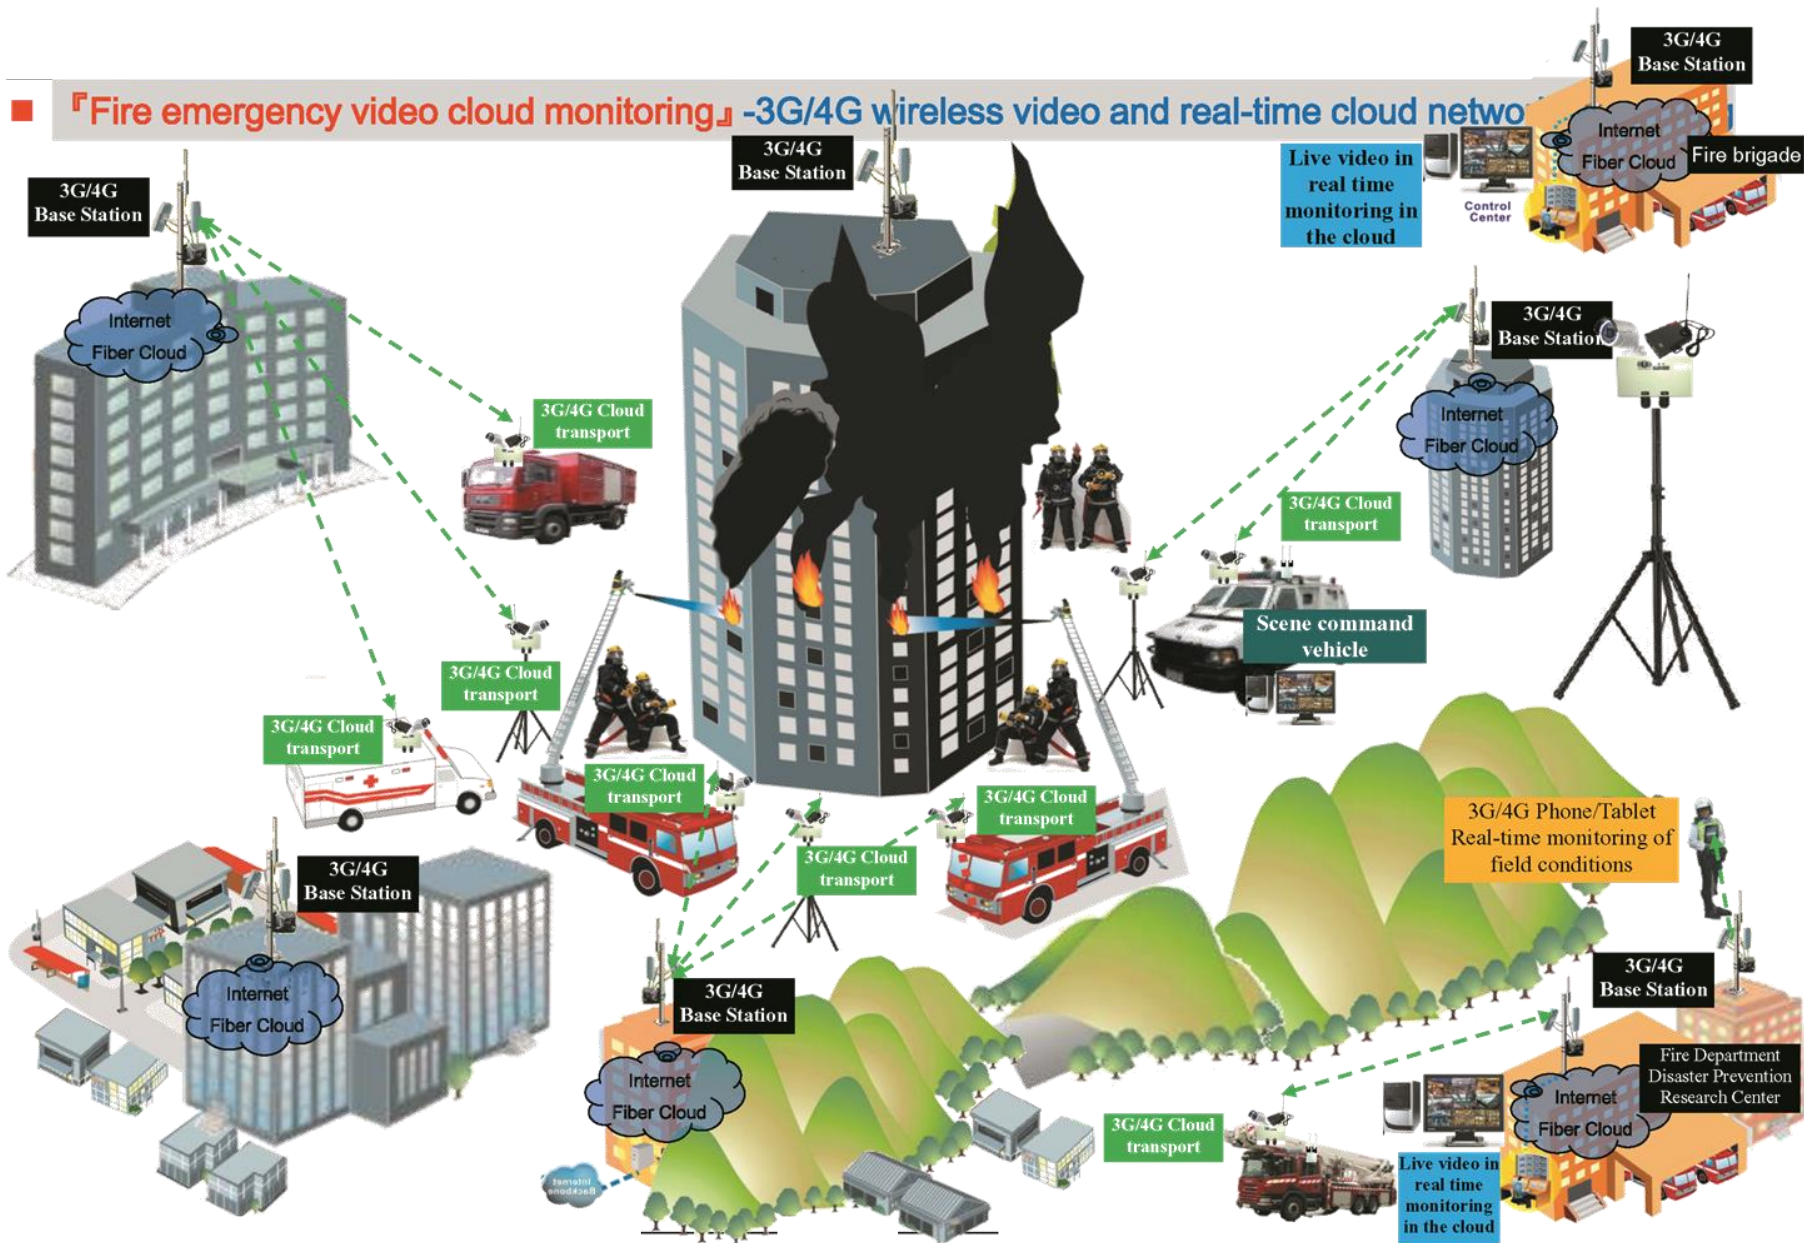 『Fire emergency video cloud monitoring』-3G/4G wireless video and real-time cloud
3G/4G
Base Station
Internet
Fiber Cloud
Fire brigade
Live video in
real time
monitoring in
the cloud
Control
Center
3G/4G
Base Station
3G/4G
Base Station
Internet
Fiber Cloud
3G/4G
Base Station
Internet
Fiber Cloud
3G/4G Cloud
transport
3G/4G Cloud
transport
Scene command
vehicle
3G/4G Cloud
transport
3G/4G Cloud
transport
3G/4G Cloud
transport
3G/4G Cloud
transport
3G/4G Cloud
transport
3G/4G Phone/Tablet
Real-time monitoring of
field conditions
3G/4G
Base Station
Internet
Fiber Cloud
3G/4G
Base Station
Internet
Fiber Cloud
Internet
Backbone
3G/4G
Base Station
Fire Department
Disaster Prevention
Research Center
Internet
Fiber Cloud
3G/4G Cloud
transport
Live video in
real time
monitoring
in the cloud